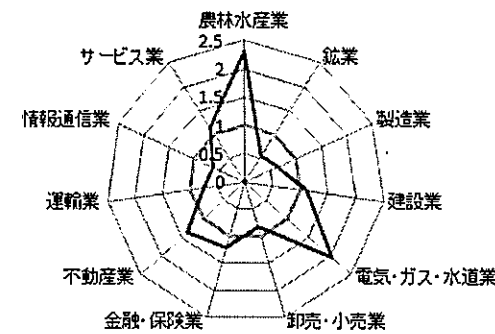 農林水産業
鉱業
製造業
建設業
電気・ガス・水道業
卸売・小売業
金融・保険業
不動産業
運輸業
情報通信業
サービス業
2.5
2
1.5
1
0.5
0